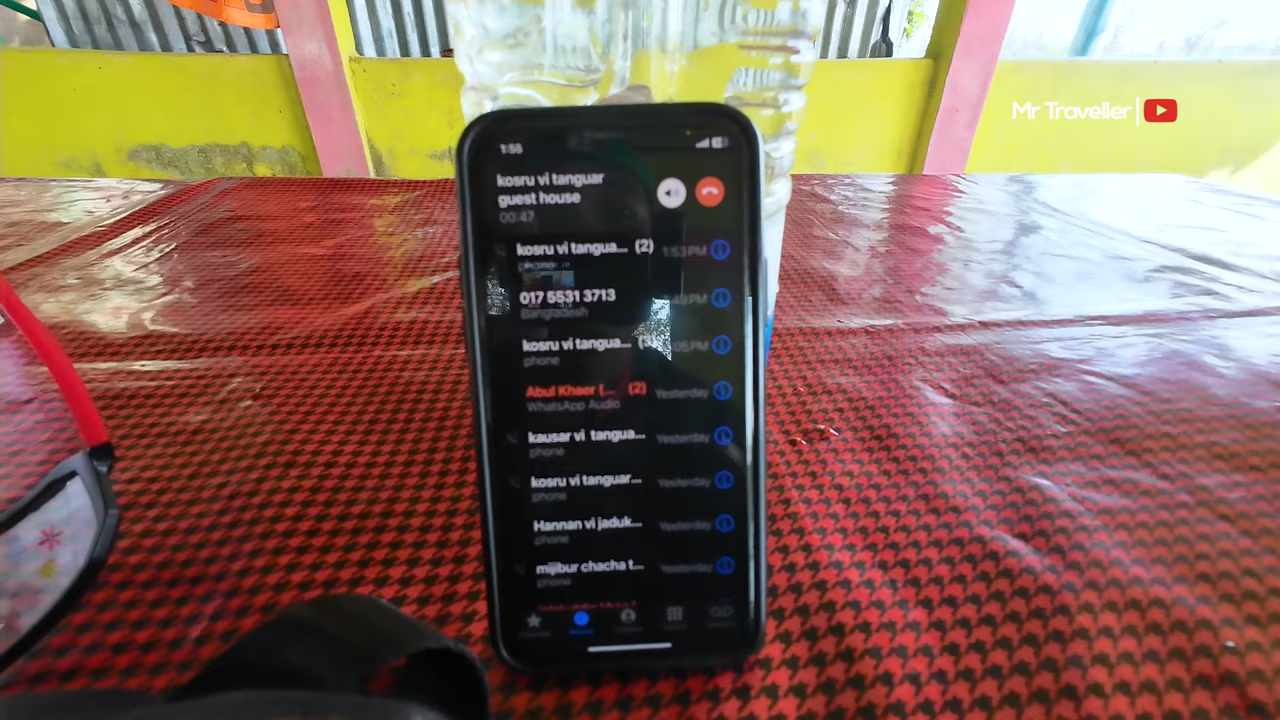 Mr Traveller
1:55
kosru vi tanguar
guest house
00:47
kosru vi tangua... (2)
1:53 PM
phone
017 5531 3713
Bangladesh
kosru vi tangua...
phone
Abul Khaer (... (2)
Yesterday
WhatsApp Audio
kausar vi tangua...
Yesterday
phone
kosru vi tanguar...
Yesterday
phone
Hannan vi jaduk...
Yesterday
phone
mijibur chacha t...
Yesterday
phone